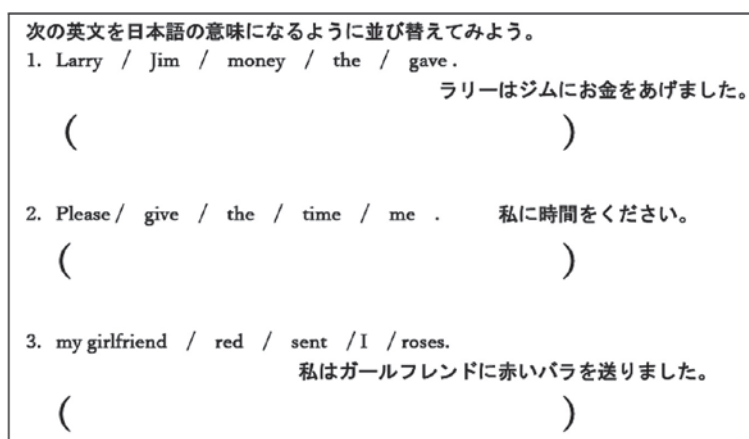 次の英文を日本語の意味になるように並び替えてみよう。
1. Larry / Jim / money / the / gave .
ラリーはジムにお金をあげました。
( )
2. Please / give / the / time / me . 私に時間をください。
( )
3. my girlfriend / red / sent / I / roses.
私はガールフレンドに赤いバラを送りました。
( )